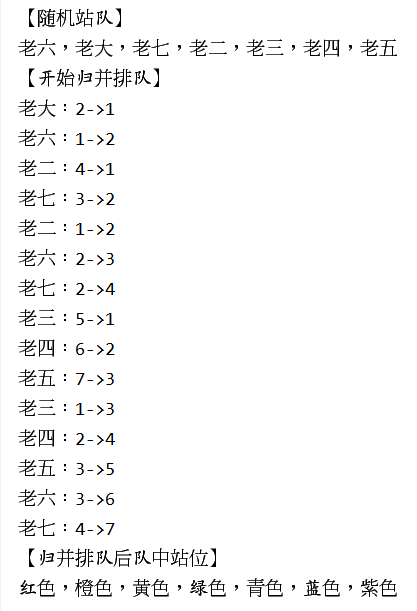 【随机站队】
老六，老大，老七，老二，老三，老四，老五
【开始归并排队】
老大：2->1
老六：1->2
老二：4->1
老七：3->2
老二：1->2
老六：2->3
老七：2->4
老三：5->1
老四：6->2
老五：7->3
老三：1->3
老四：2->4
老五：3->5
老六：3->6
老七：4->7
【归并排队后队中站位】
红色，橙色，黄色，绿色，青色，蓝色，紫色